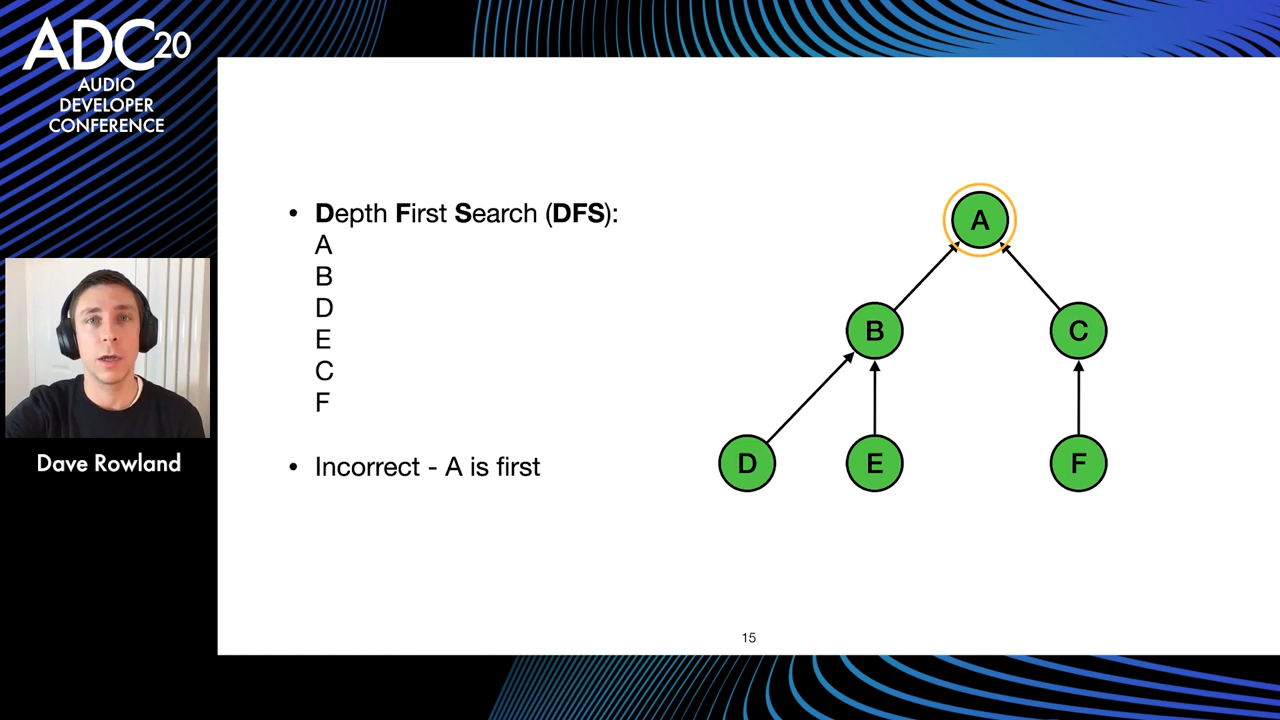 ADC20
AUDIO
DEVELOPER
CONFERENCE
Dave Rowland
• Depth First Search (DFS):
A
B
D
E
C
F
• Incorrect - A is first
A
B
C
D
E
F
15